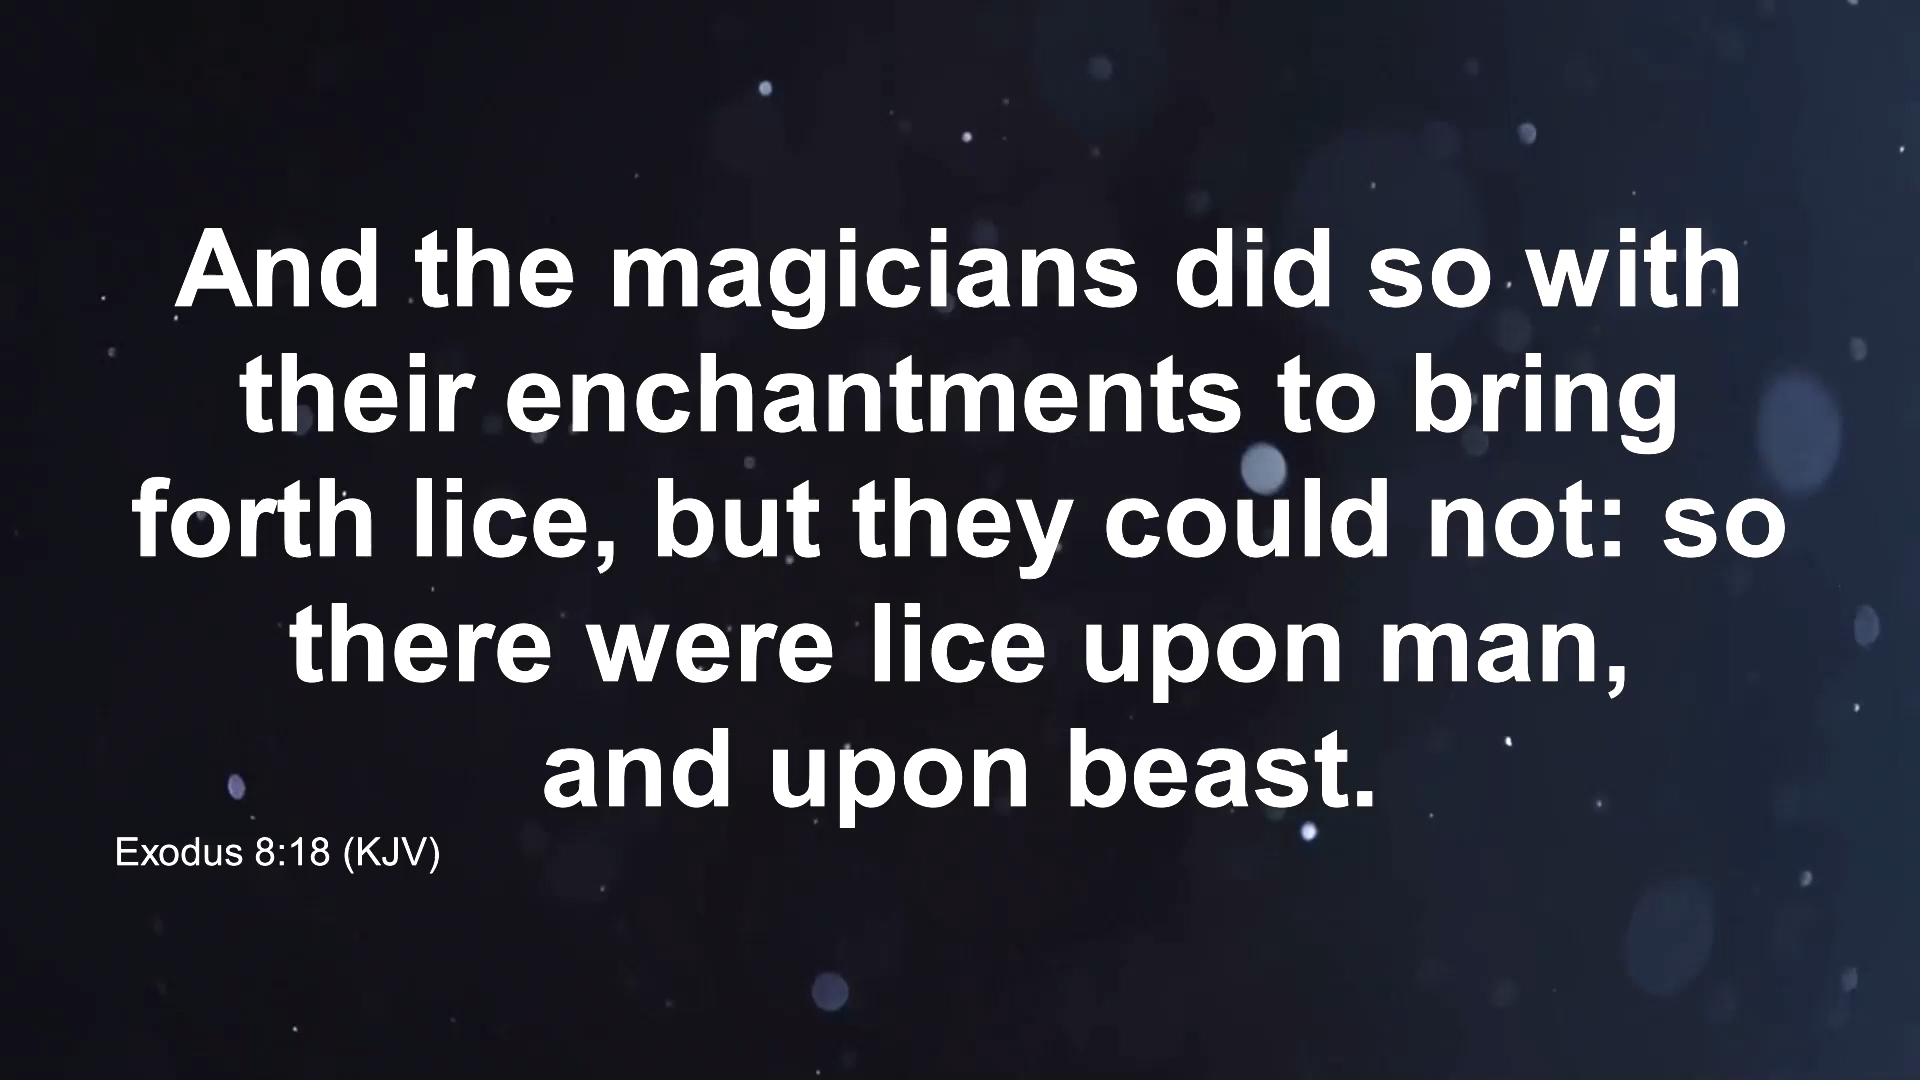 And the magicians did so with
their enchantments to bring
forth lice, but they could not: so
there were lice upon man,
and upon beast.
Exodus 8:18 (KJV)